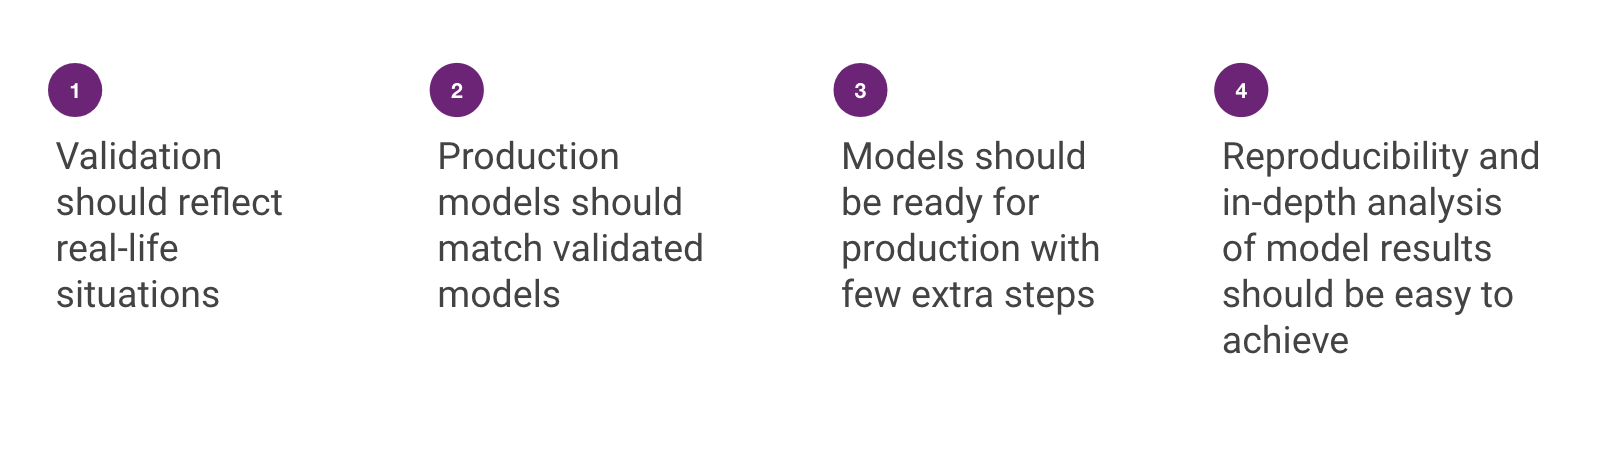 1
Validation
should reflect
real-life
situations
2
Production
models should
match validated
models
3
Models should
be ready for
production with
few extra steps
4
Reproducibility and
in-depth analysis
of model results
should be easy to
achieve